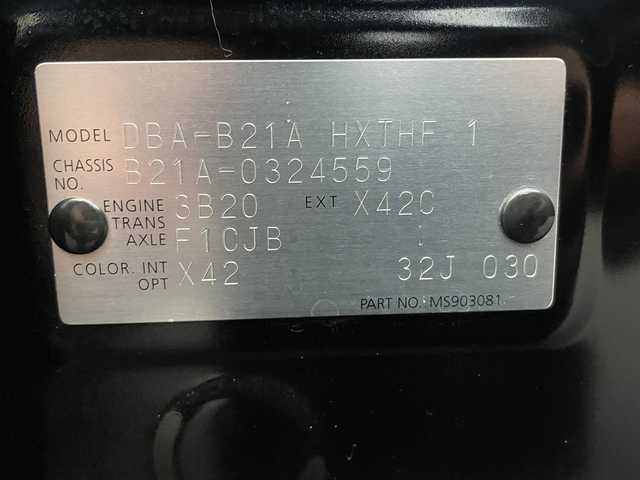 MODEL DBA-B21A HXTHF 1
CHASSIS NO. B21A-0324559
ENGINE 3B20 EXT X42C
TRANS AXLE F1CJB :
COLOR. INT OPT X42 32J 030
PART NO. MS903081